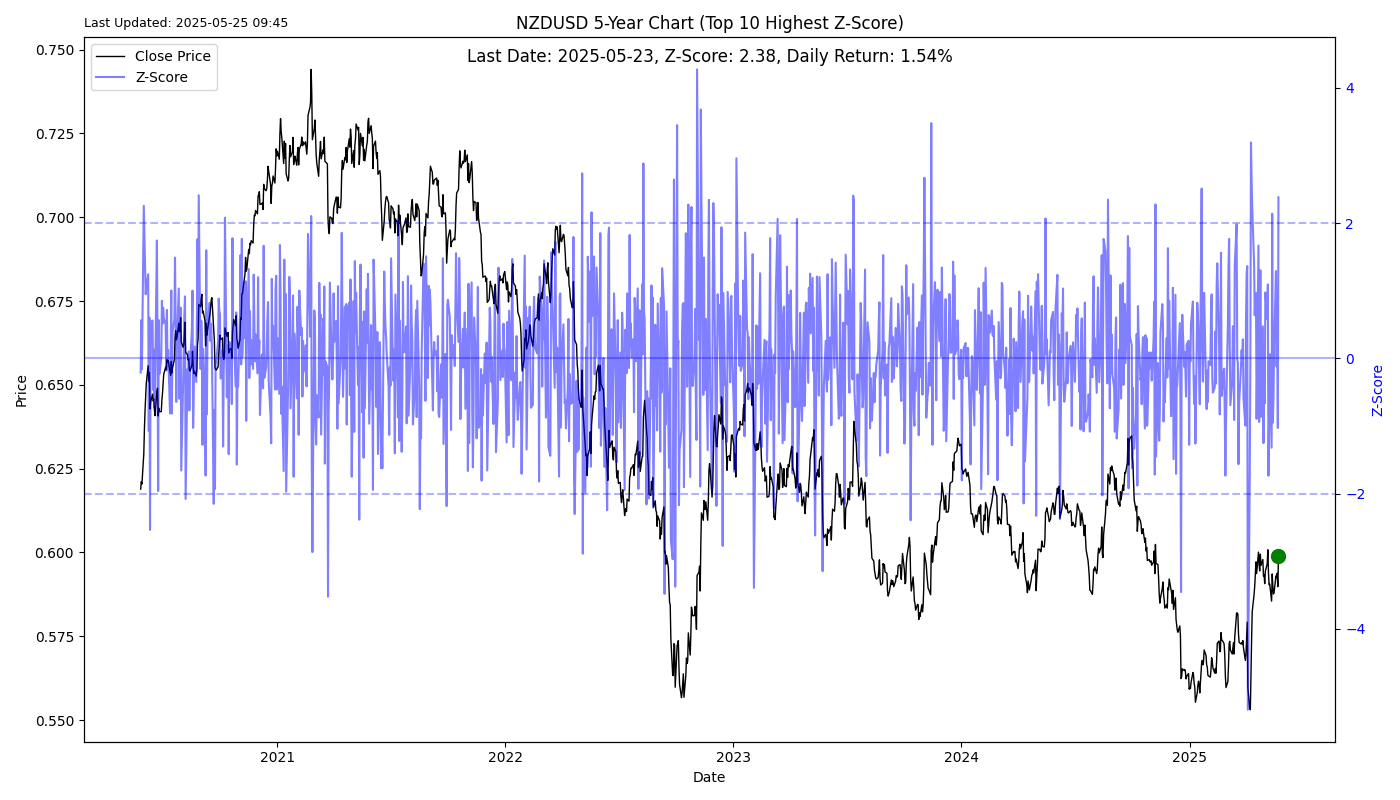 Last Updated: 2025-05-25 09:45
NZDUSD 5-Year Chart (Top 10 Highest Z-Score)
Last Date: 2025-05-23, Z-Score: 2.38, Daily Return: 1.54%
Close Price
Z-Score
0.750
0.725
0.700
0.675
0.650
0.625
0.600
0.575
0.550
Price
4
2
0
−2
−4
Z-Score
2021
2022
2023
2024
2025
Date